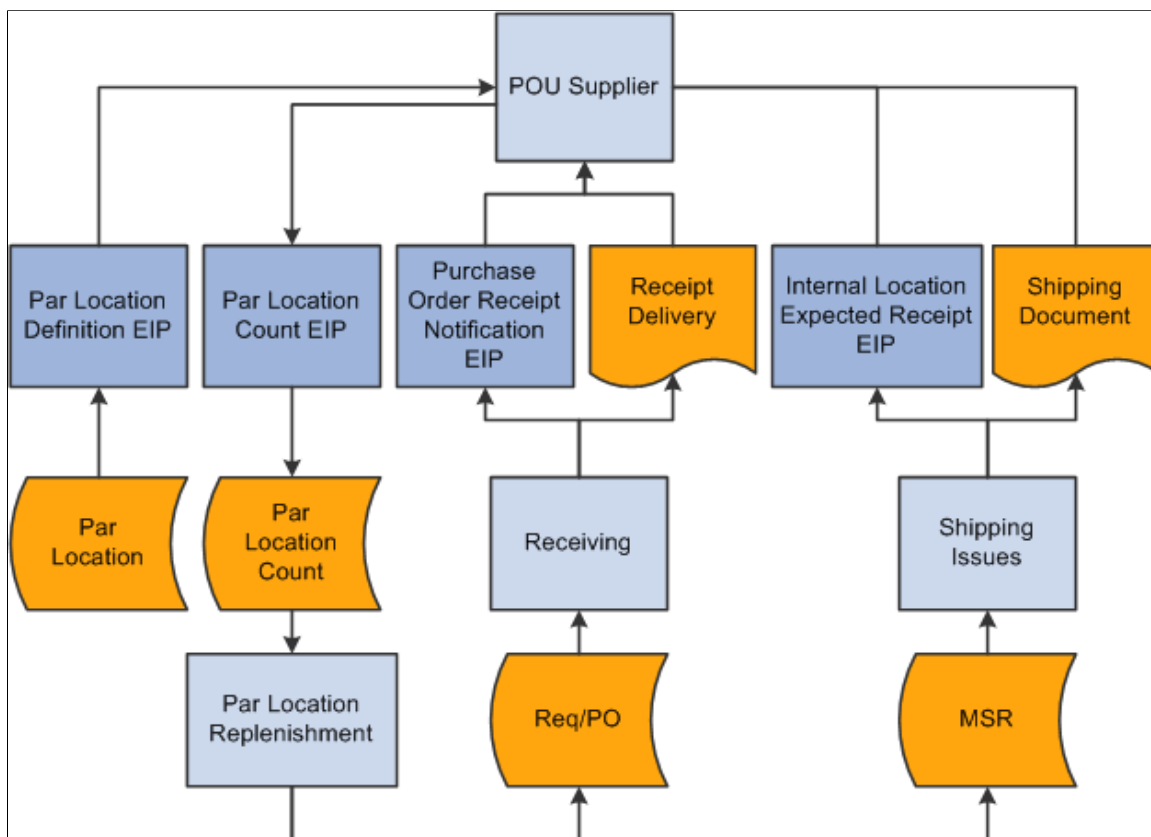 POU Supplier
Par Location
Definition EIP
Par Location
Count EIP
Purchase
Order Receipt
Notification
EIP
Receipt
Delivery
Internal Location
Expected Receipt
EIP
Shipping
Document
Par
Location
Par
Location
Count
Receiving
Shipping
Issues
Par Location
Replenishment
Req/PO
MSR